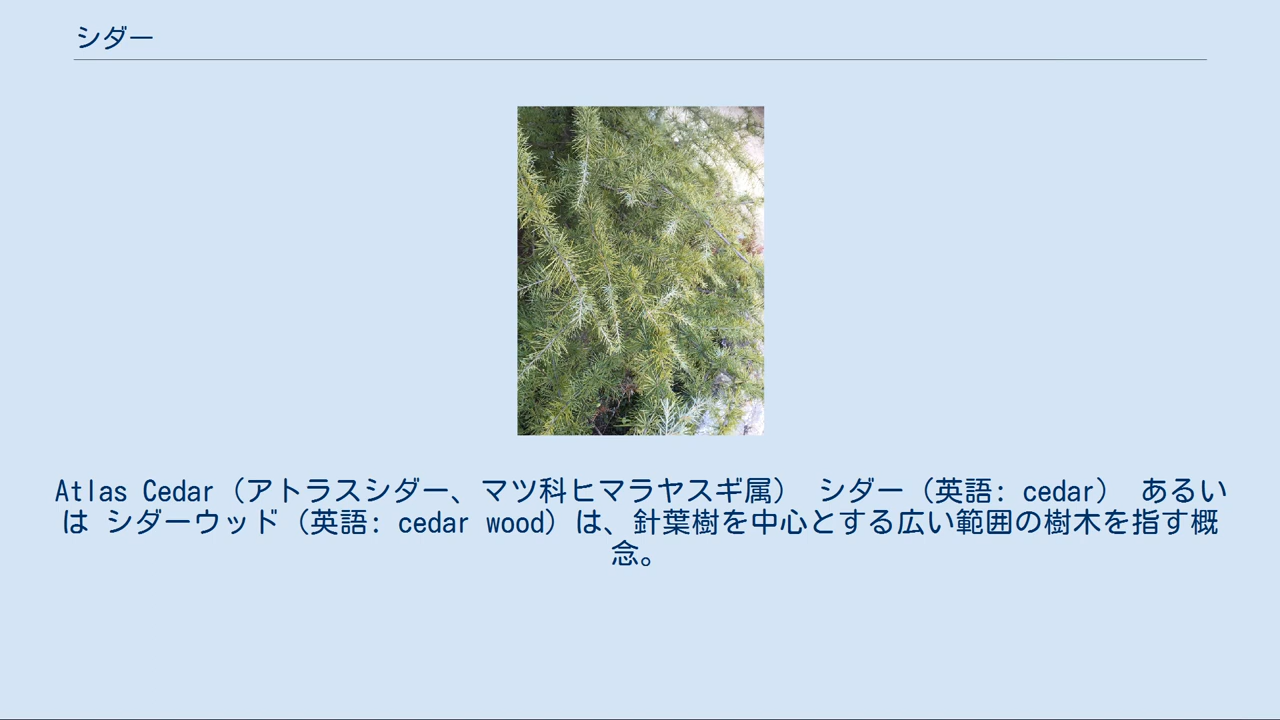 シダー
Atlas Cedar（アトラスシダー、マツ科ヒマラヤスギ属） シダー（英語: cedar） あるい
は シダーウッド（英語: cedar wood）は、針葉樹を中心とする広い範囲の樹木を指す概
念。